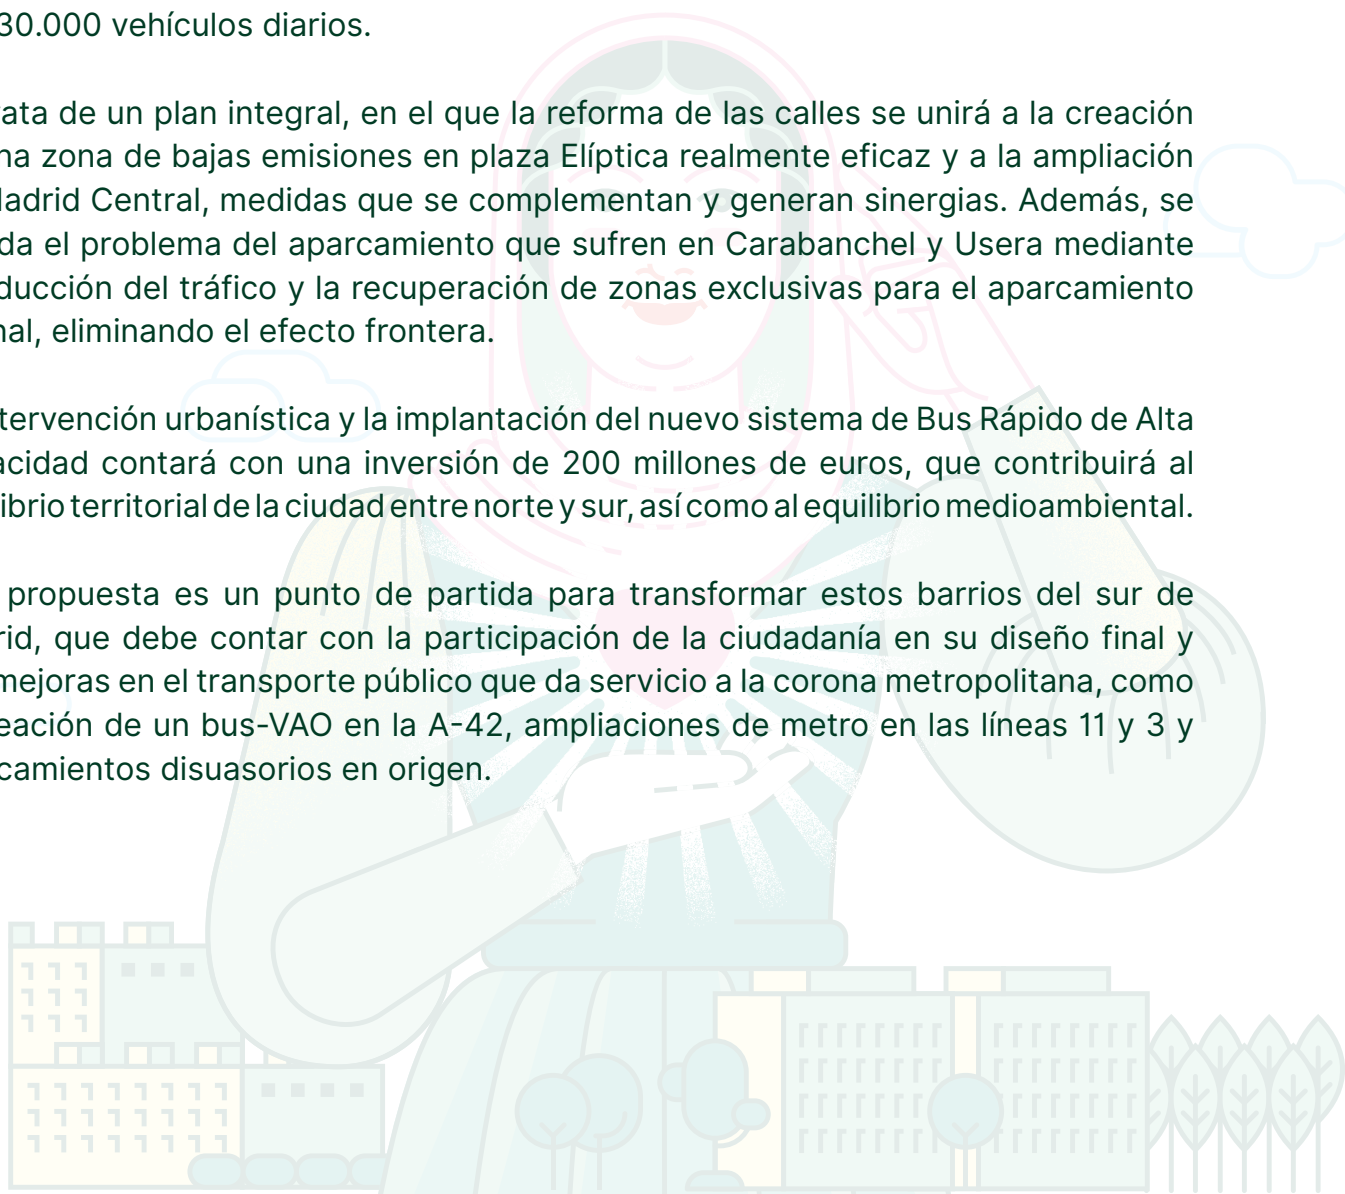 30.000 vehículos diarios.
ata de un plan integral, en el que la reforma de las calles se unirá a la creación
na zona de bajas emisiones en plaza Elíptica realmente eficaz y a la ampliación
Madrid Central, medidas que se complementan y generan sinergias. Además, se
da el problema del aparcamiento que sufren en Carabanchel y Usera mediante
ducción del tráfico y la recuperación de zonas exclusivas para el aparcamiento
nal, eliminando el efecto frontera.
tervención urbanística y la implantación del nuevo sistema de Bus Rápido de Alta
acidad contará con una inversión de 200 millones de euros, que contribuirá al
ibrio territorial de la ciudad entre norte y sur, así como al equilibrio medioambiental.
propuesta es un punto de partida para transformar estos barrios del sur de
rid, que debe contar con la participación de la ciudadanía en su diseño final y
mejoras en el transporte público que da servicio a la corona metropolitana, como
eación de un bus-VAO en la A-42, ampliaciones de metro en las líneas 11 y 3 y
camientos disuasorios en origen.